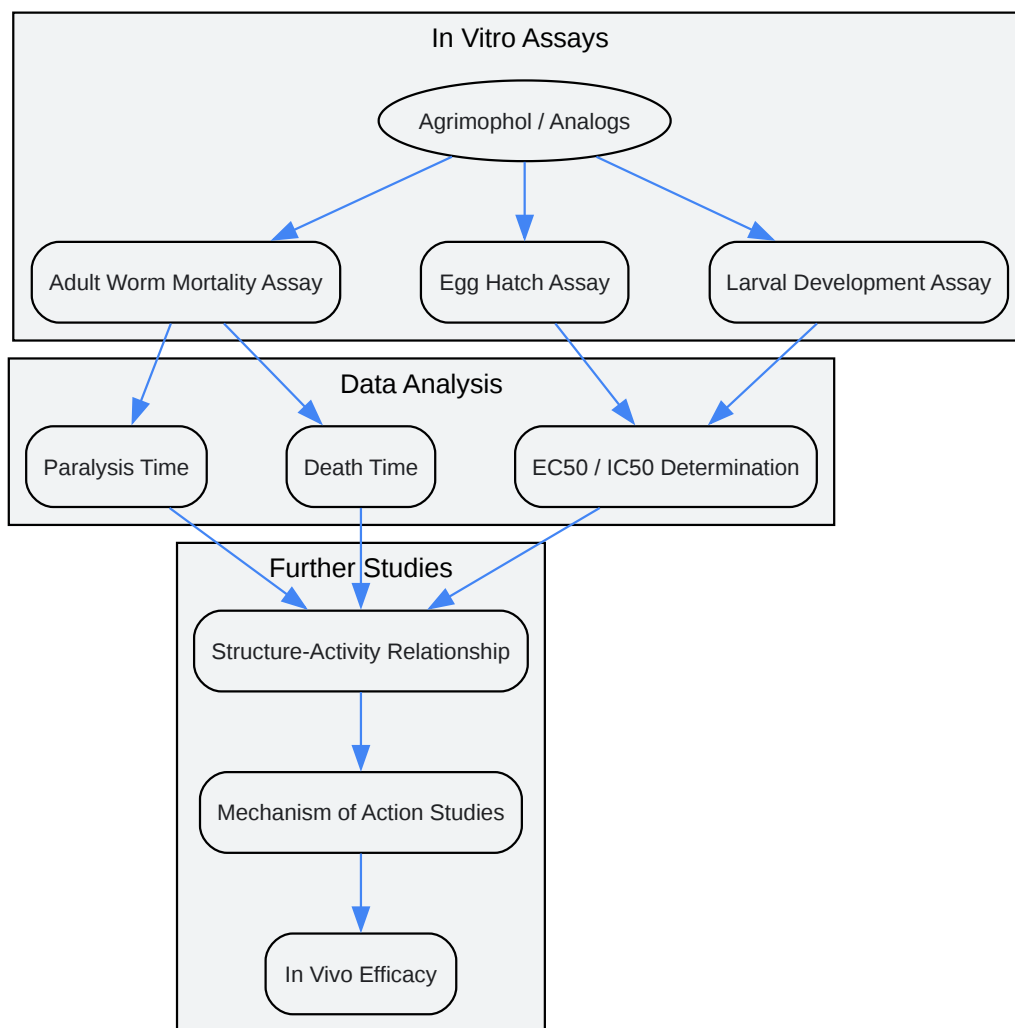 In Vitro Assays
Agrimophol / Analogs
Adult Worm Mortality Assay
Egg Hatch Assay
Larval Development Assay
Data Analysis
Paralysis Time
Death Time
EC50 / IC50 Determination
Further Studies
Structure-Activity Relationship
Mechanism of Action Studies
In Vivo Efficacy